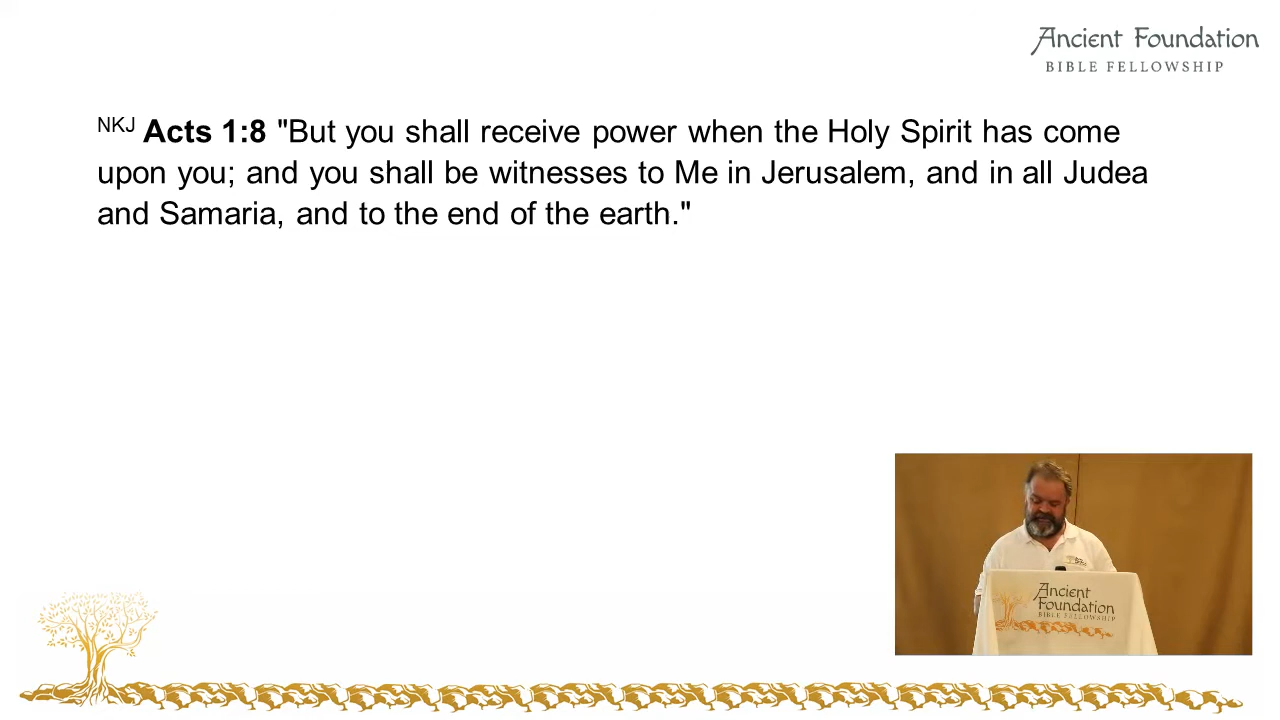 Ancient Foundation
BIBLE FELLOWSHIP
NKJ Acts 1:8 "But you shall receive power when the Holy Spirit has come
upon you; and you shall be witnesses to Me in Jerusalem, and in all Judea
and Samaria, and to the end of the earth."
Ancient
Foundation
BIBLE FELLOWSHIP